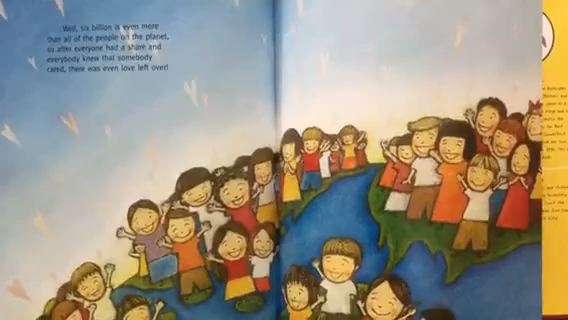 Well, six billion is even more
than all of the people on the planet,
so after everyone had a share and
everybody knew that somebody
cared, there was even love left over!